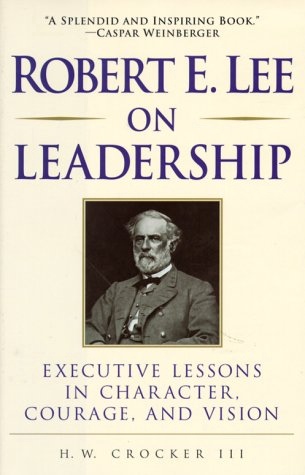 “A SPLENDID AND INSPIRING BOOK.”
—CASPAR WEINBERGER
ROBERT E. LEE
ON
LEADERSHIP
EXECUTIVE LESSONS
IN CHARACTER,
COURAGE, AND VISION
H. W. CROCKER III